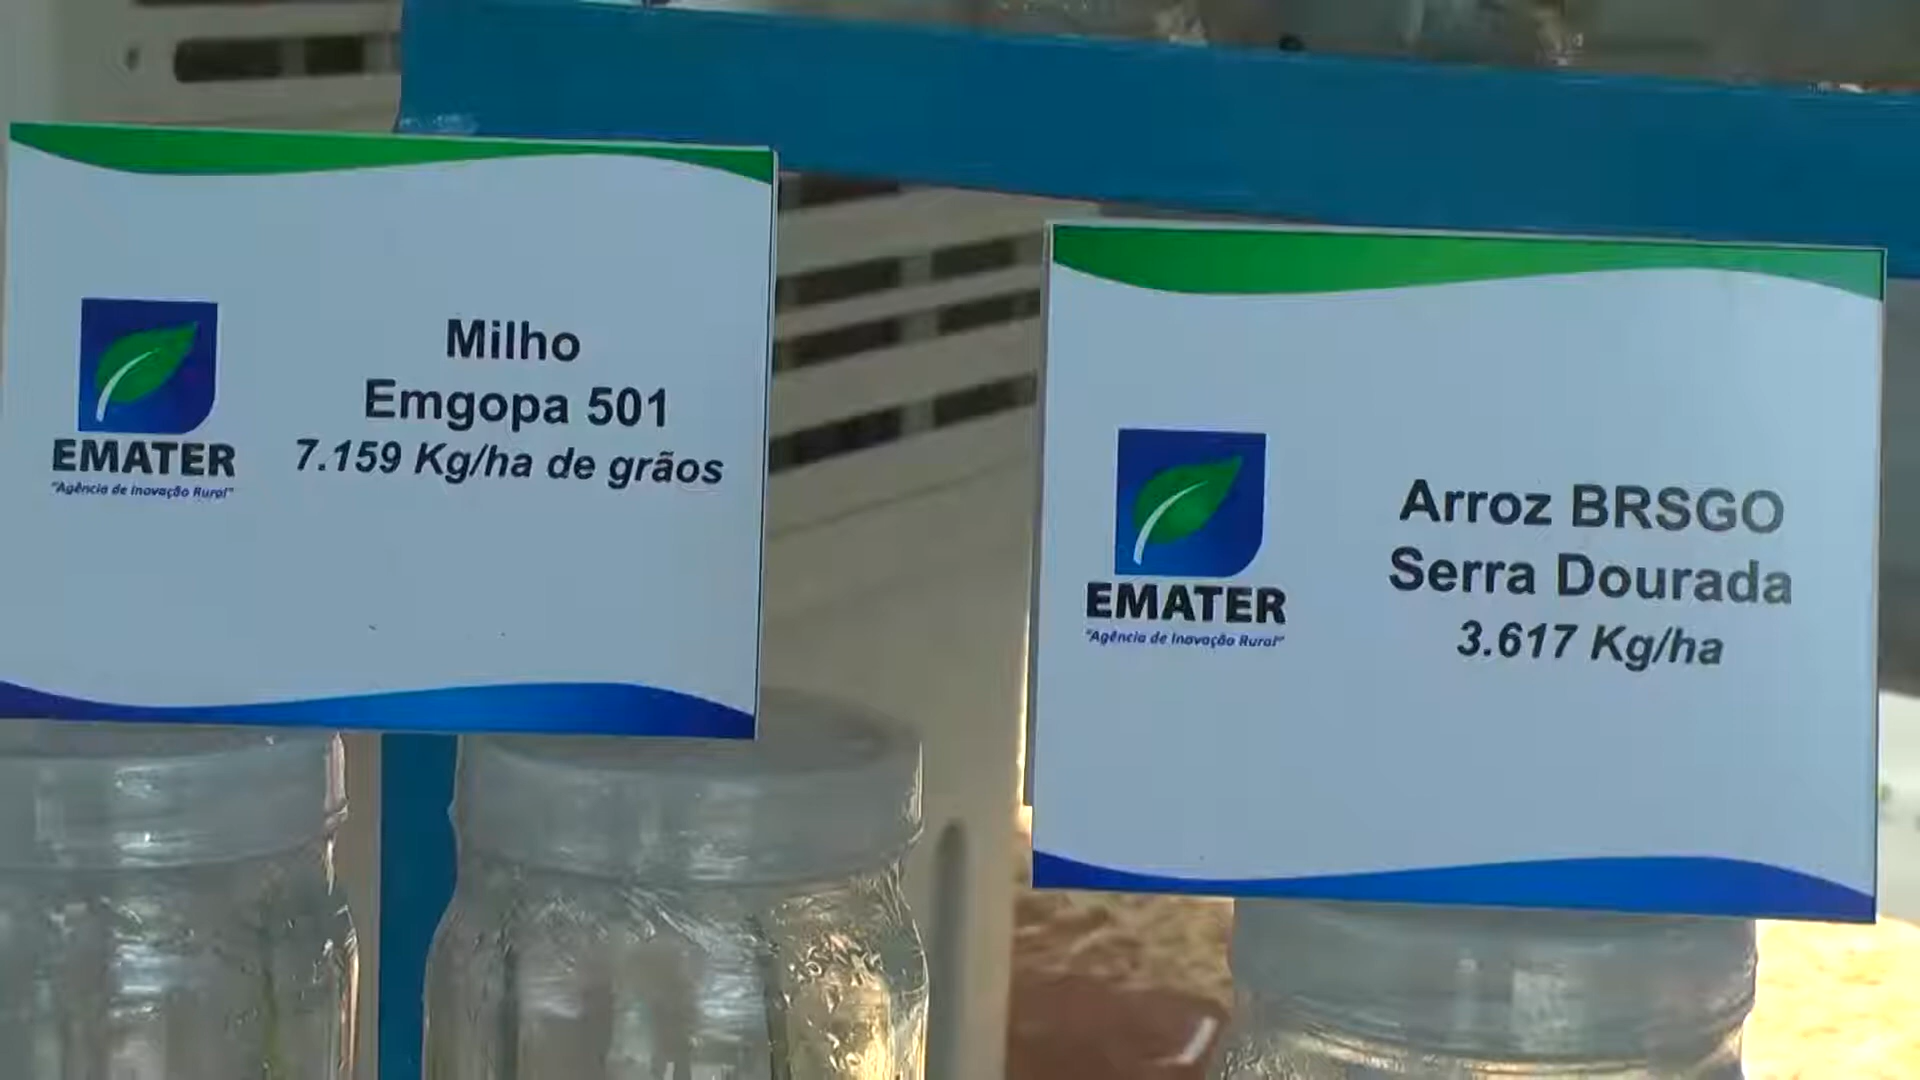 Milho
Emgopa 501
7.159 Kg/ha de grãos
EMATER
"Agência de Inovação Rural"
Arroz BRSGO
Serra Dourada
3.617 Kg/ha
EMATER
"Agência de Inovação Rural"